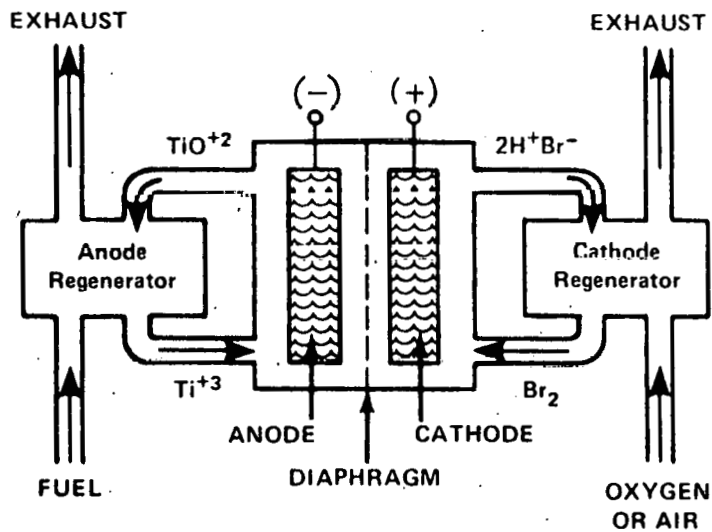 EXHAUST
EXHAUST
(−)
(+)
TiO+2
2H+Br−
Anode
Regenerator
Cathode
Regenerator
Ti+3
Br2
ANODE
CATHODE
DIAPHRAGM
FUEL
OXYGEN
OR AIR